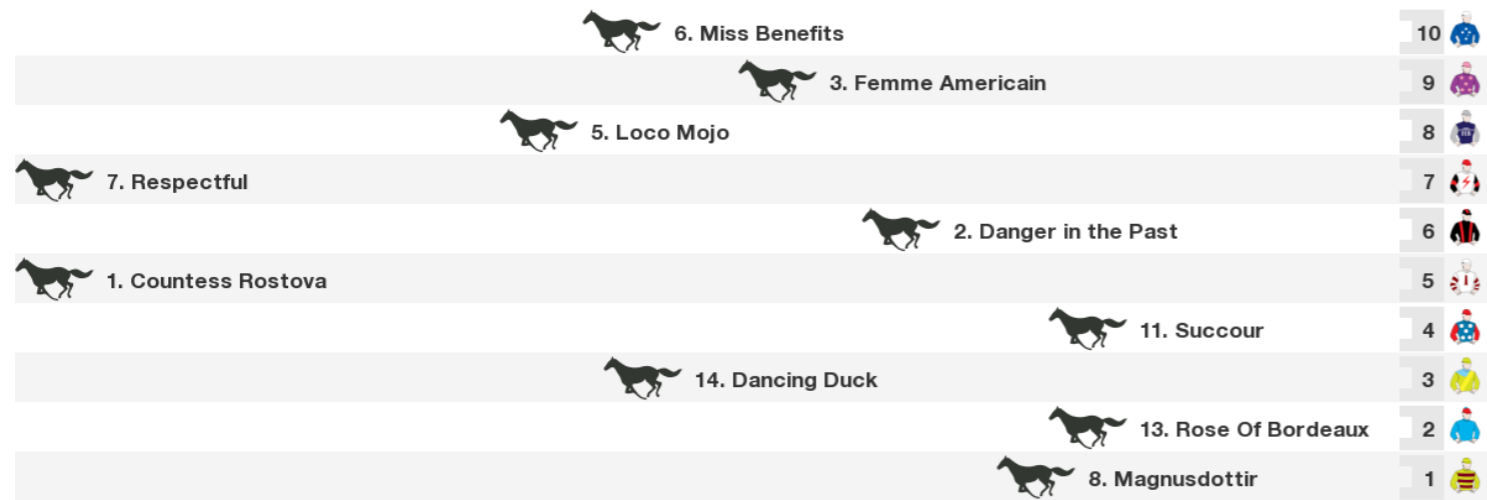 6. Miss Benefits 10
3. Femme Americain 9
5. Loco Mojo 8
7. Respectful 7
2. Danger in the Past 6
1. Countess Rostova 5
11. Succour 4
14. Dancing Duck 3
13. Rose Of Bordeaux 2
8. Magnusdottir 1